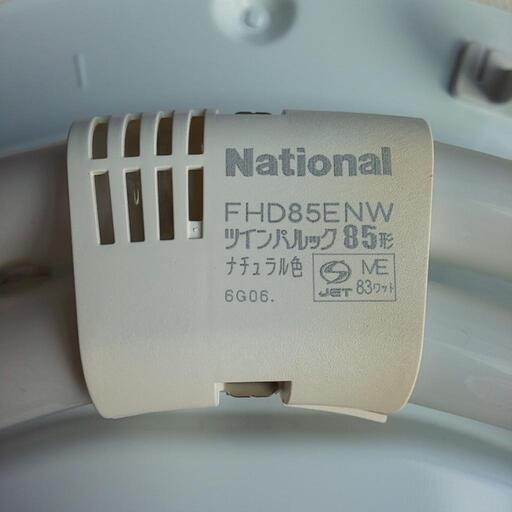 National
FHD85ENW
ツインパルック 85形
ナチュラル色
ME
JET 83ワット
6G06.